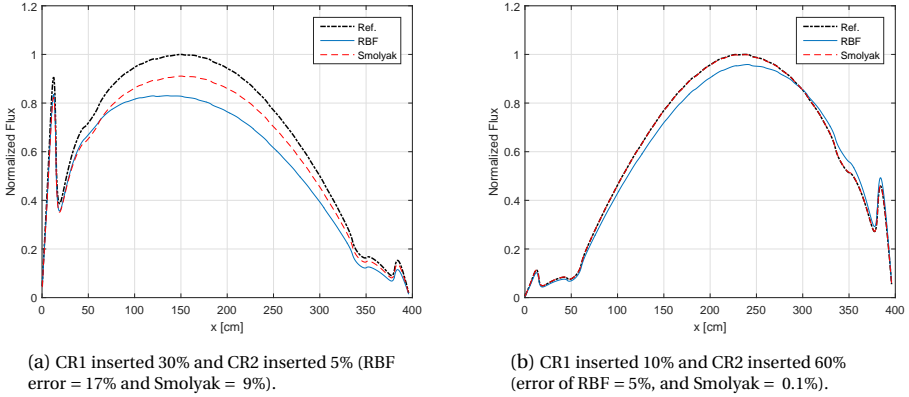 1.2
1
0.8
0.6
0.4
0.2
0
Normalized Flux
Ref.
RBF
Smolyak
0 50 100 150 200 250 300 350 400
x [cm]
(a) CR1 inserted 30% and CR2 inserted 5% (RBF
error = 17% and Smolyak = 9%).
1.2
1
0.8
0.6
0.4
0.2
0
Normalized Flux
Ref.
RBF
Smolyak
0 50 100 150 200 250 300 350 400
x [cm]
(b) CR1 inserted 10% and CR2 inserted 60%
(error of RBF = 5%, and Smolyak = 0.1%).